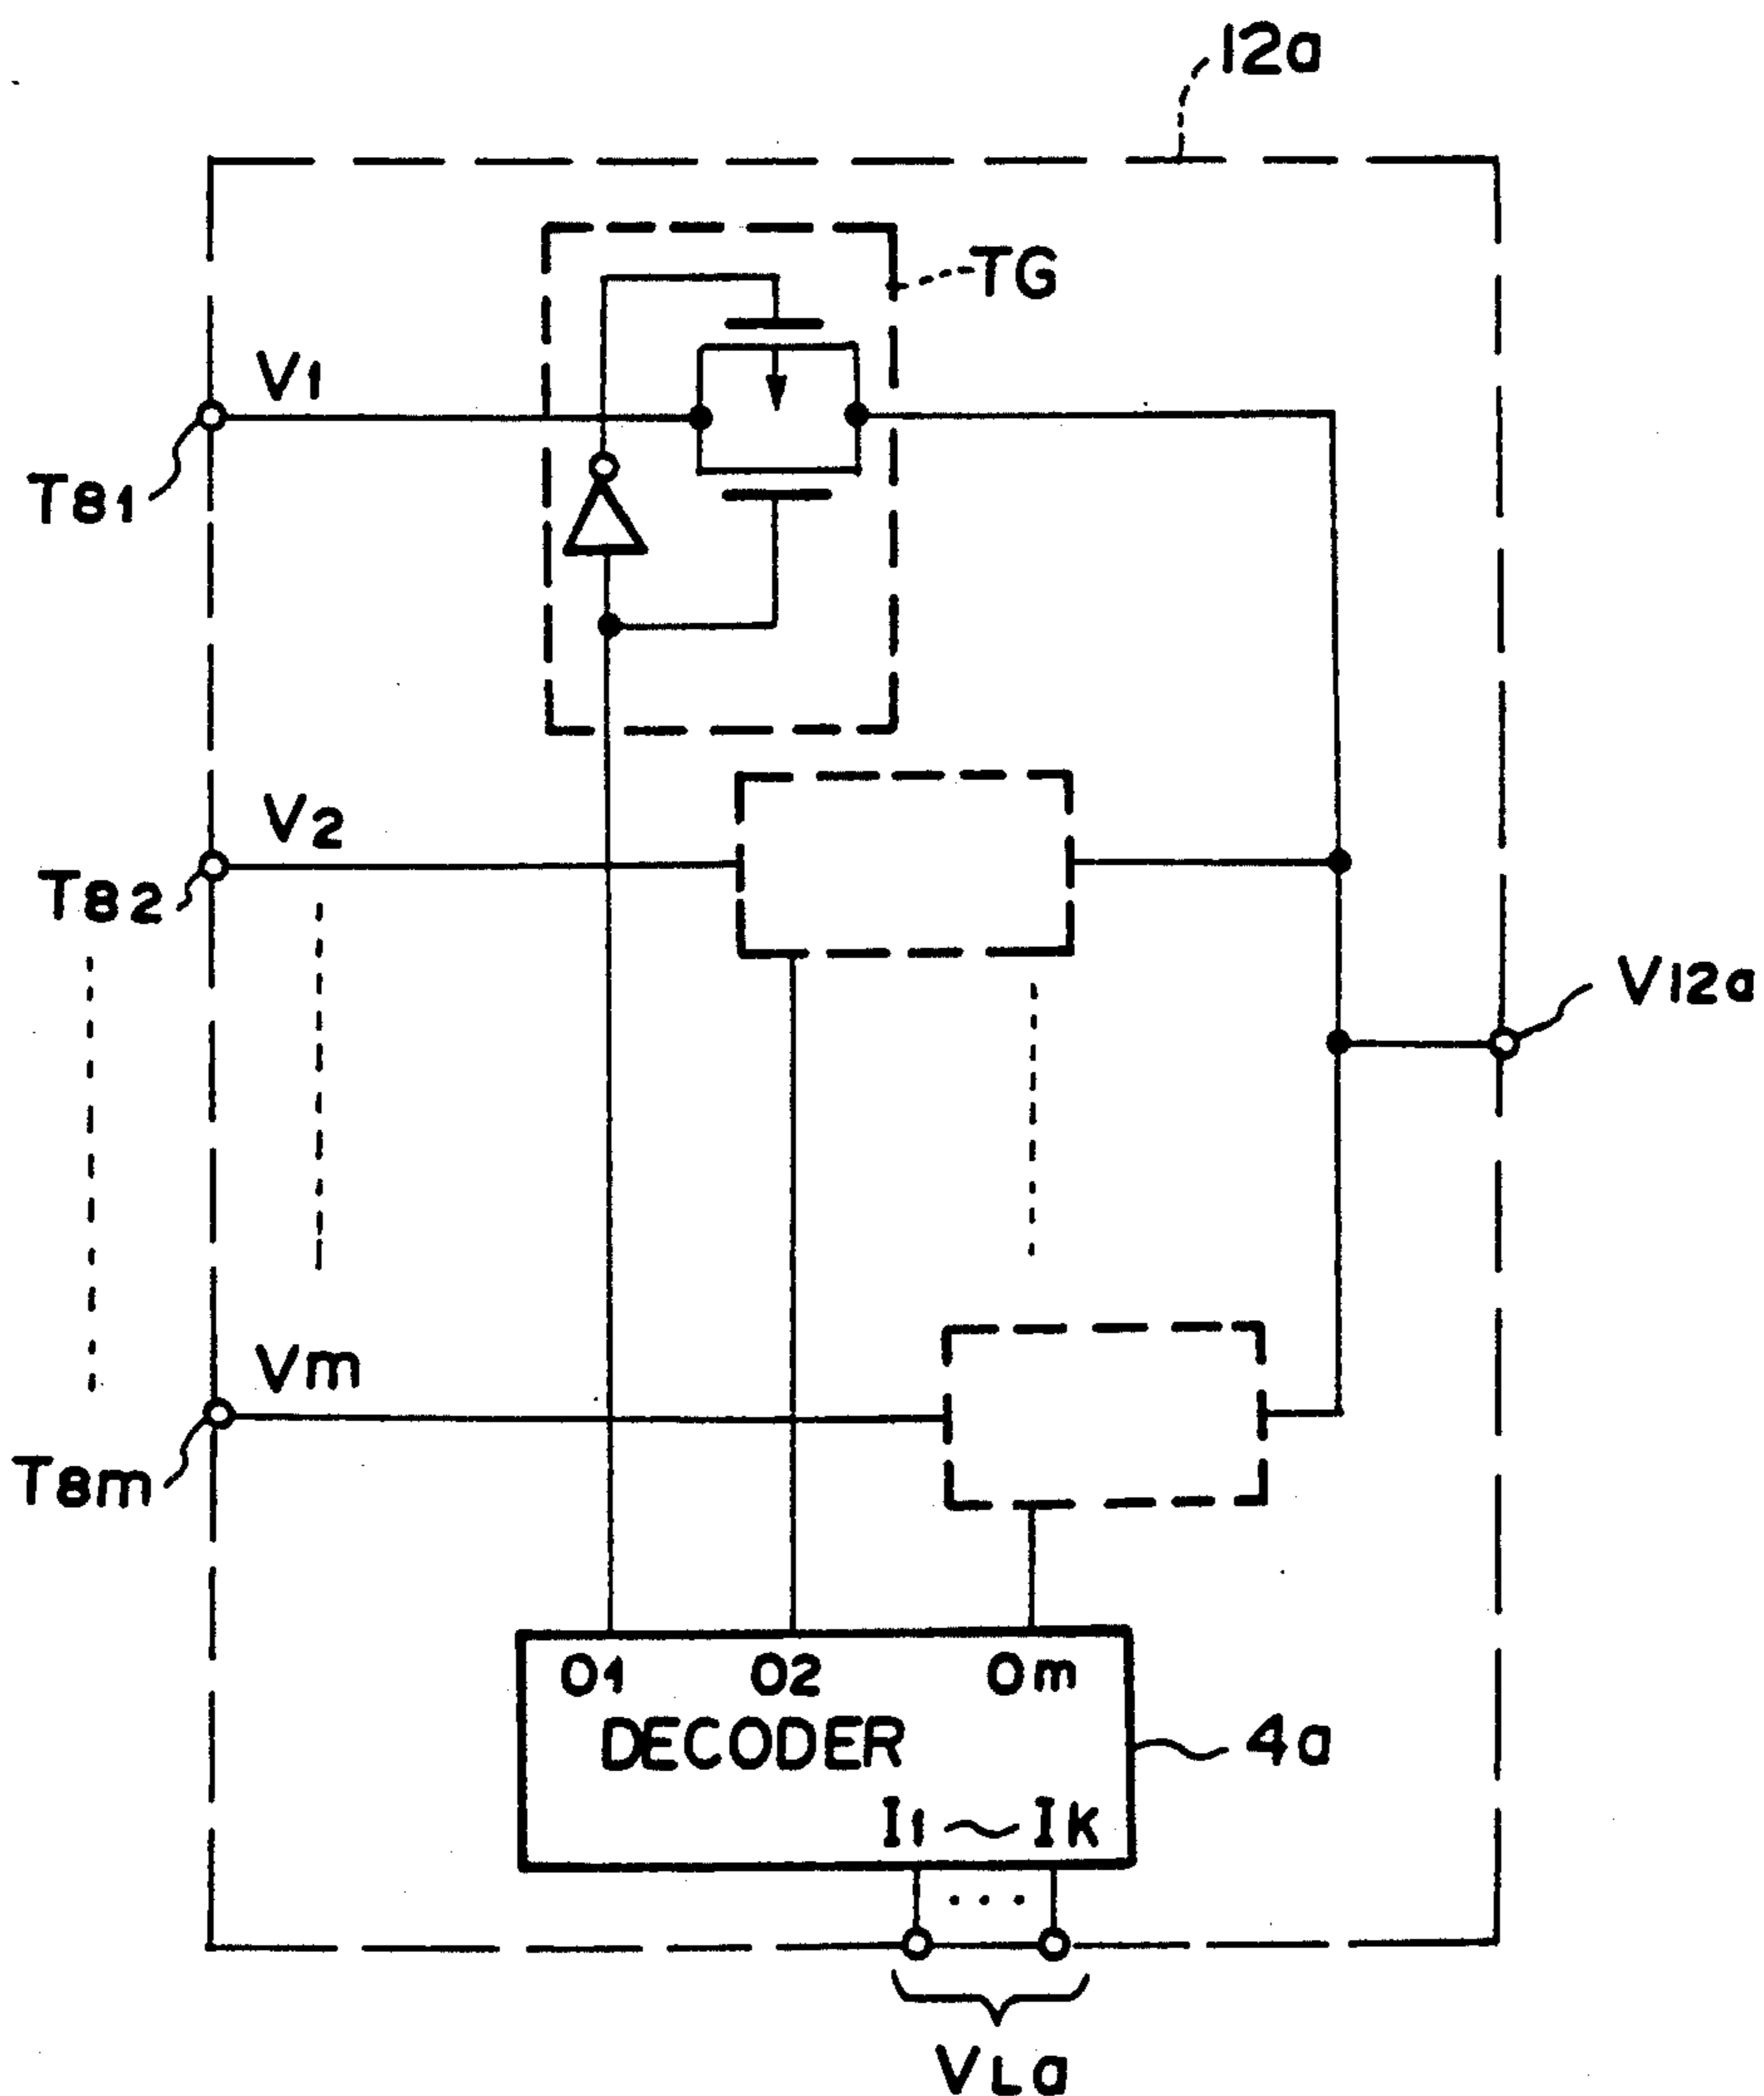 12a
TG
V1
T81
V2
T82
V12a
Vm
T8m
O1 O2 Om
DECODER
4a
I1 ~ IK
...
VLa